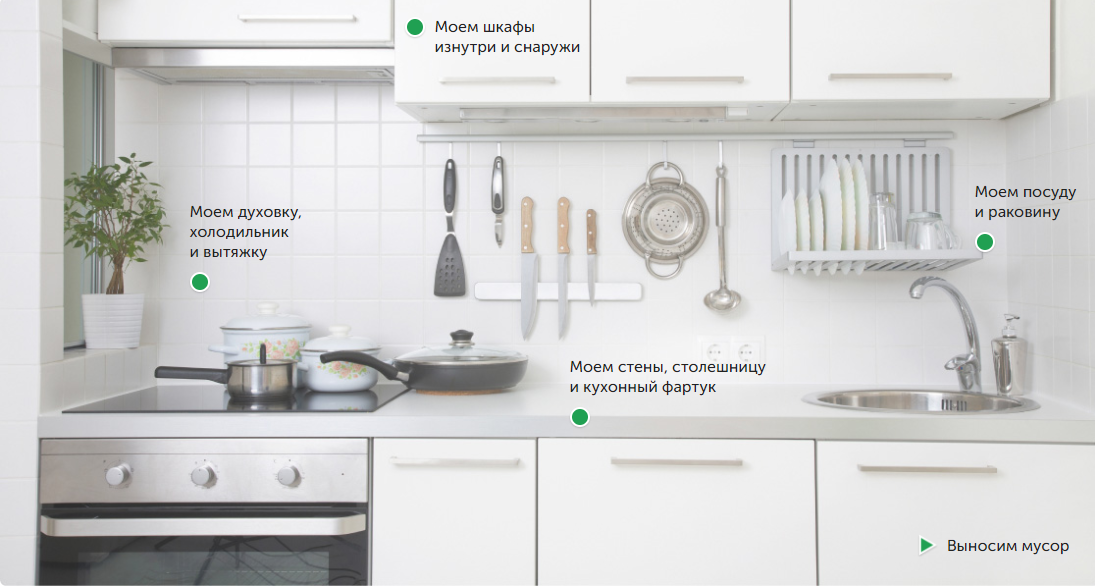 Моем шкафы
изнутри и снаружи
Моем посуду
и раковину
Моем духовку,
холодильник
и вытяжку
Моем стены, столешницу
и кухонный фартук
Выносим мусор